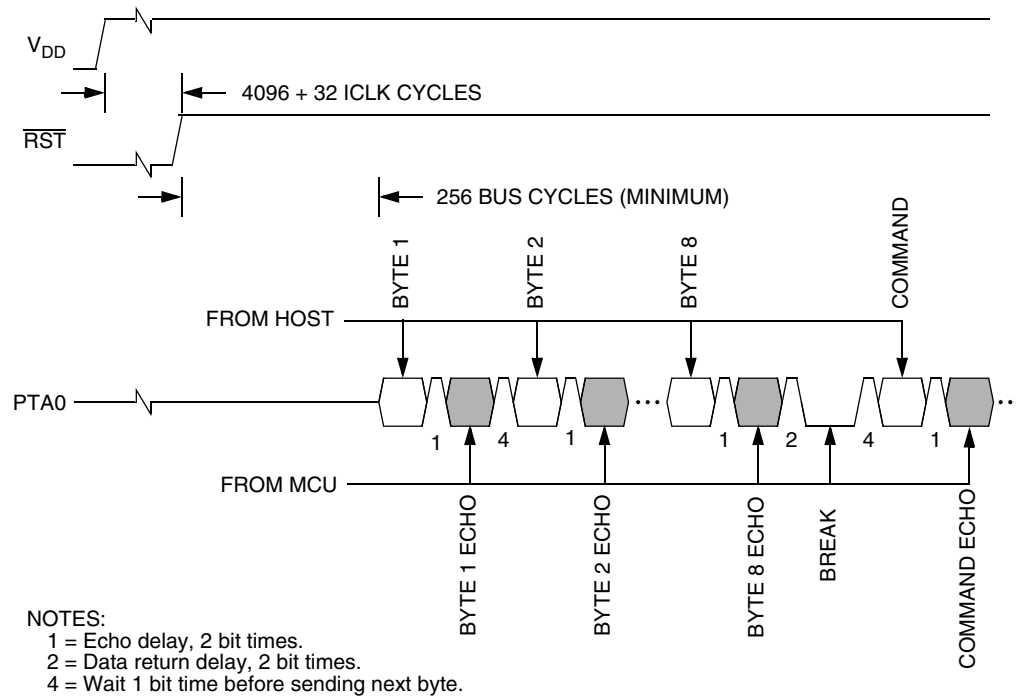 VDD
4096 + 32 ICLK CYCLES
RST
256 BUS CYCLES (MINIMUM)
BYTE 1
BYTE 2
BYTE 8
COMMAND
FROM HOST
PTA0
...
..
1
4
1
1
2
4
1
FROM MCU
BYTE 1 ECHO
BYTE 2 ECHO
BYTE 8 ECHO
BREAK
COMMAND ECHO
NOTES:
1 = Echo delay, 2 bit times.
2 = Data return delay, 2 bit times.
4 = Wait 1 bit time before sending next byte.